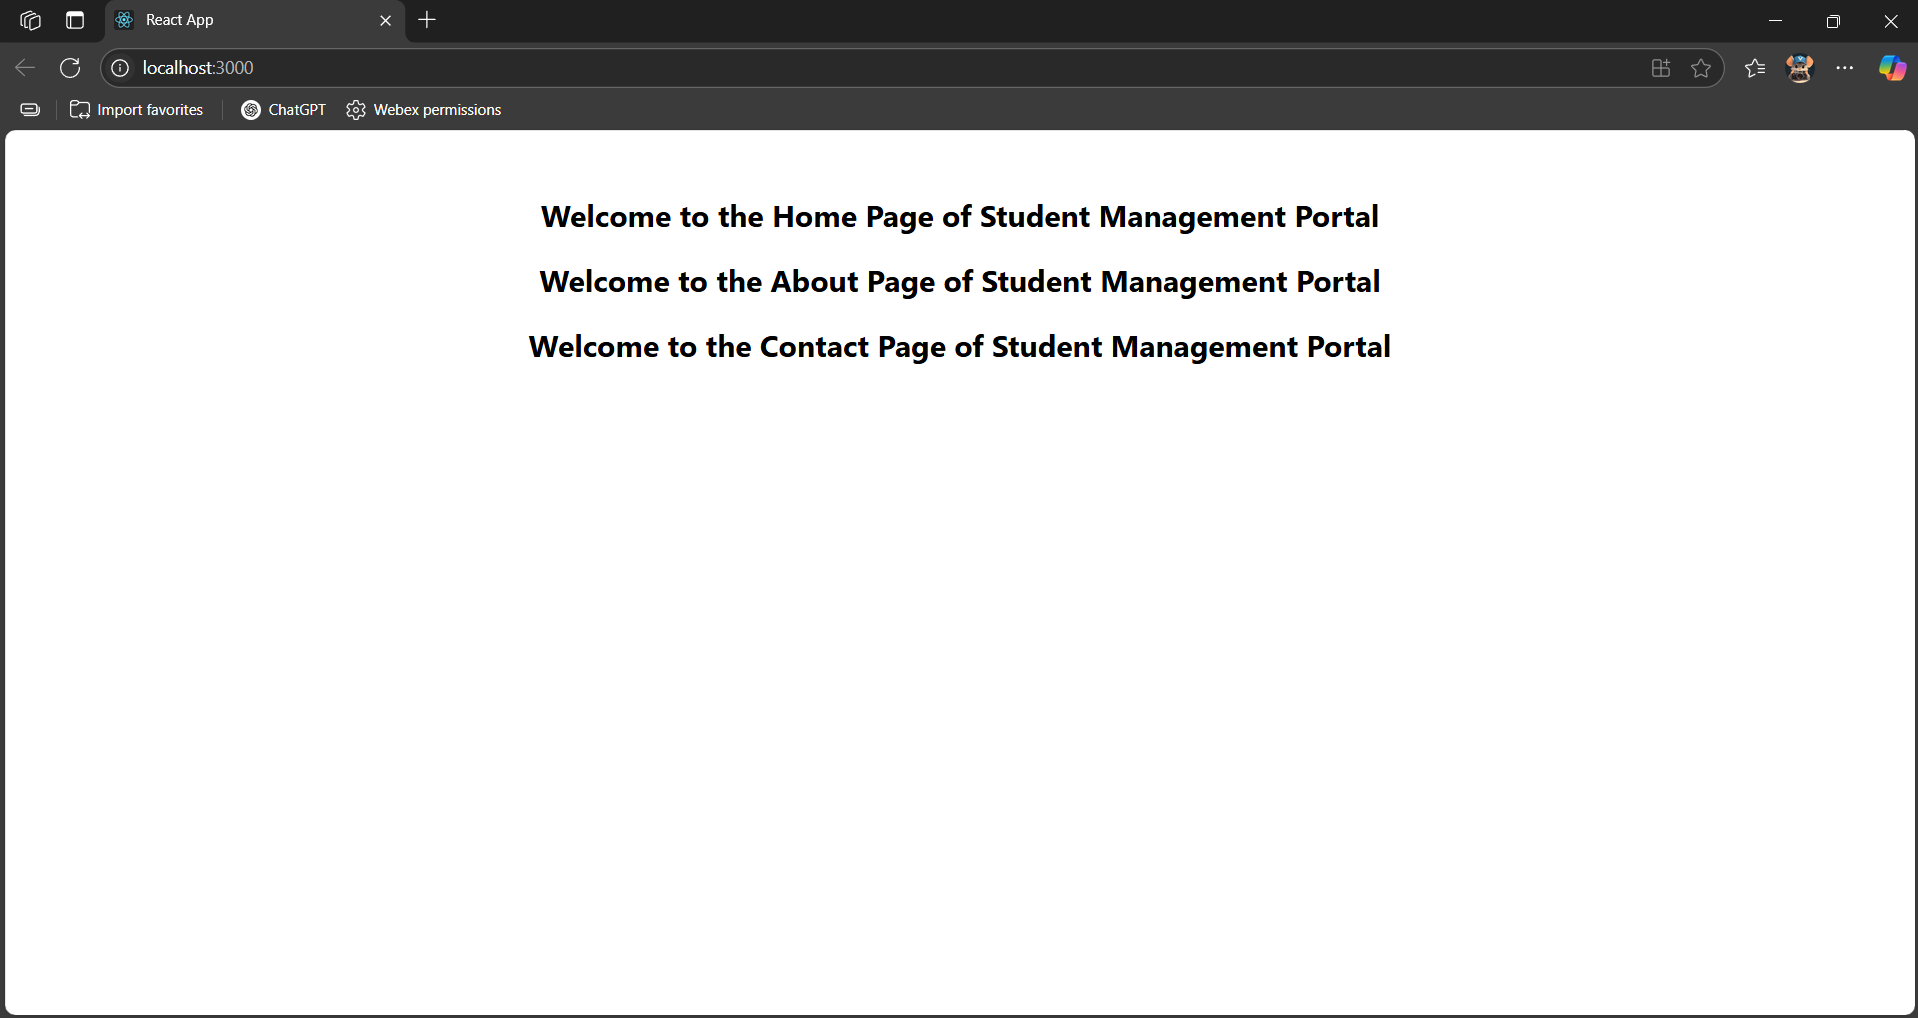 React App
localhost:3000
Import favorites
ChatGPT
Webex permissions
Welcome to the Home Page of Student Management Portal
Welcome to the About Page of Student Management Portal
Welcome to the Contact Page of Student Management Portal